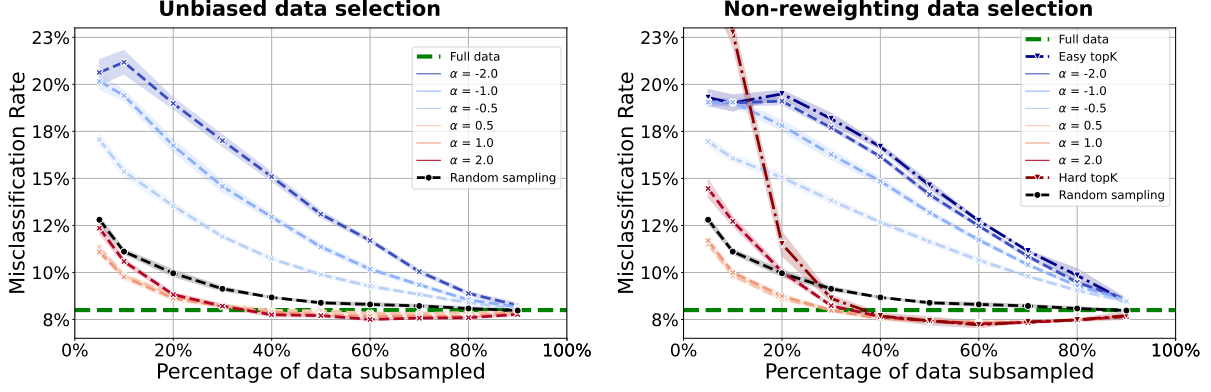 Unbiased data selection
Misclassification Rate
23%
20%
18%
15%
12%
10%
8%
Full data
α = -2.0
α = -1.0
α = -0.5
α = 0.5
α = 1.0
α = 2.0
Random sampling
0%
20%
40%
60%
80%
100%
Percentage of data subsampled
Non-reweighting data selection
Misclassification Rate
23%
20%
18%
15%
12%
10%
8%
Full data
Easy topK
α = -2.0
α = -1.0
α = -0.5
α = 0.5
α = 1.0
α = 2.0
Hard topK
Random sampling
0%
20%
40%
60%
80%
100%
Percentage of data subsampled